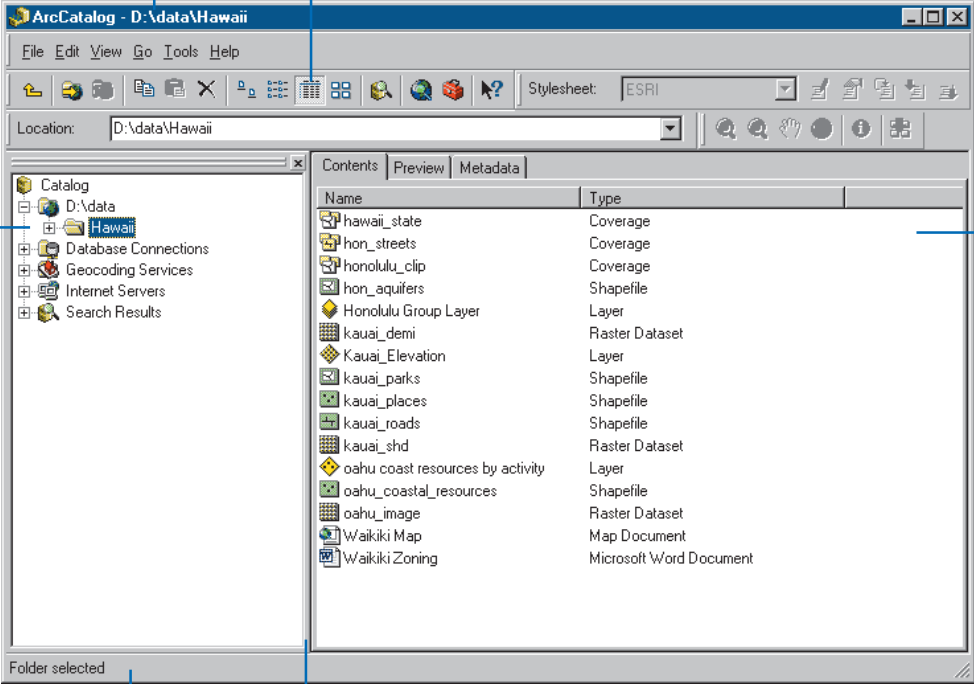 ArcCatalog - D:\data\Hawaii
File Edit View Go Tools Help
Stylesheet: ESRI
Location: D:\data\Hawaii
Catalog
D:\data
Hawaii
Database Connections
Geocoding Services
Internet Servers
Search Results
Contents Preview Metadata
Name Type
hawaii_state Coverage
hon_streets Coverage
honolulu_clip Coverage
hon_aquifers Shapefile
Honolulu Group Layer Layer
kauai_demi Raster Dataset
Kauai_Elevation Layer
kauai_parks Shapefile
kauai_places Shapefile
kauai_roads Shapefile
kauai_shd Raster Dataset
oahu coast resources by activity Layer
oahu_coastal_resources Shapefile
oahu_image Raster Dataset
Waikiki Map Map Document
Waikiki Zoning Microsoft Word Document
Folder selected